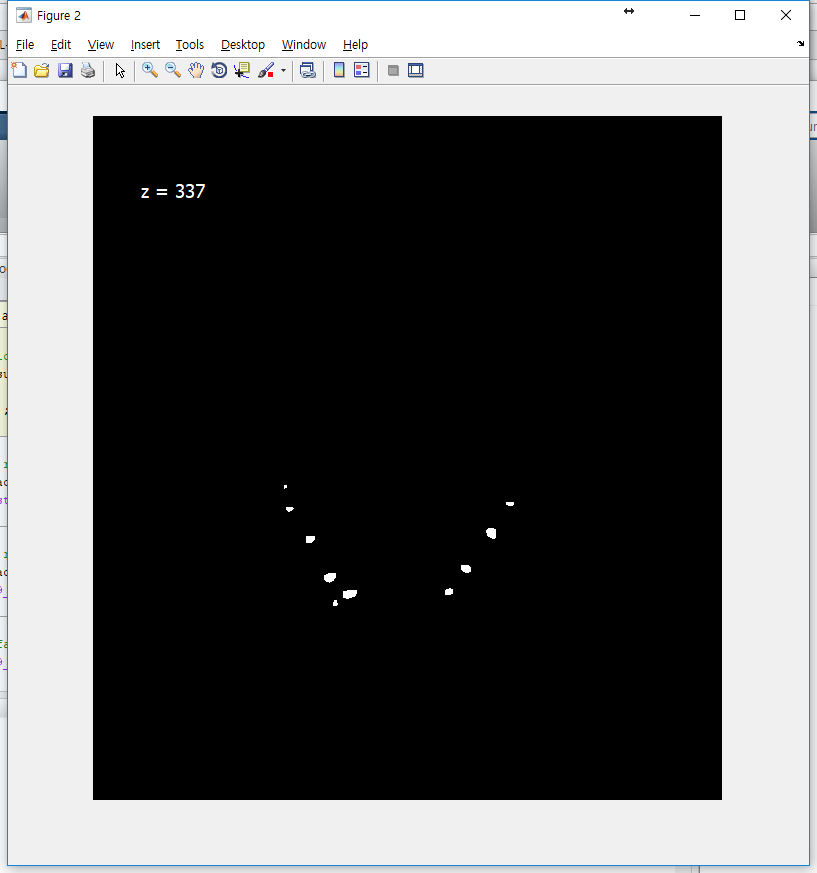 Figure 2
File Edit View Insert Tools Desktop Window Help
z = 337